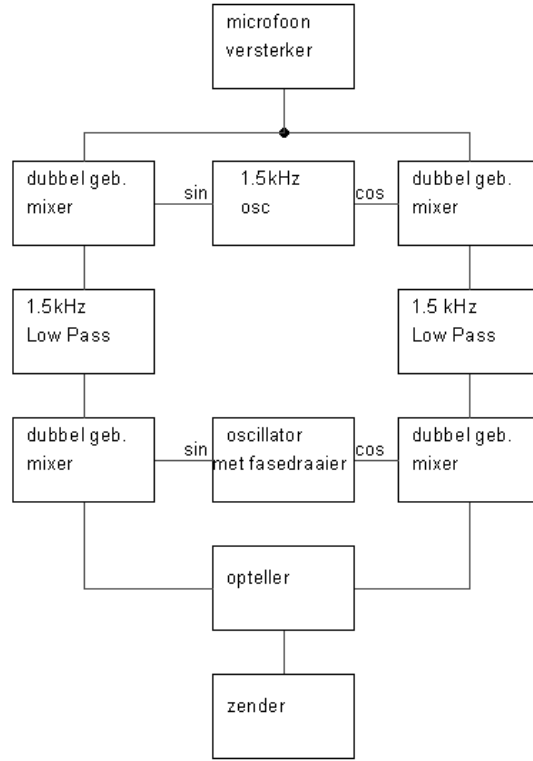 microfoon
versterker
dubbel geb.
mixer
sin
1.5kHz
osc
cos
dubbel geb.
mixer
1.5kHz
Low Pass
1.5 kHz
Low Pass
dubbel geb.
mixer
sin
oscillator
met fasedraaier
cos
dubbel geb.
mixer
opteller
zender